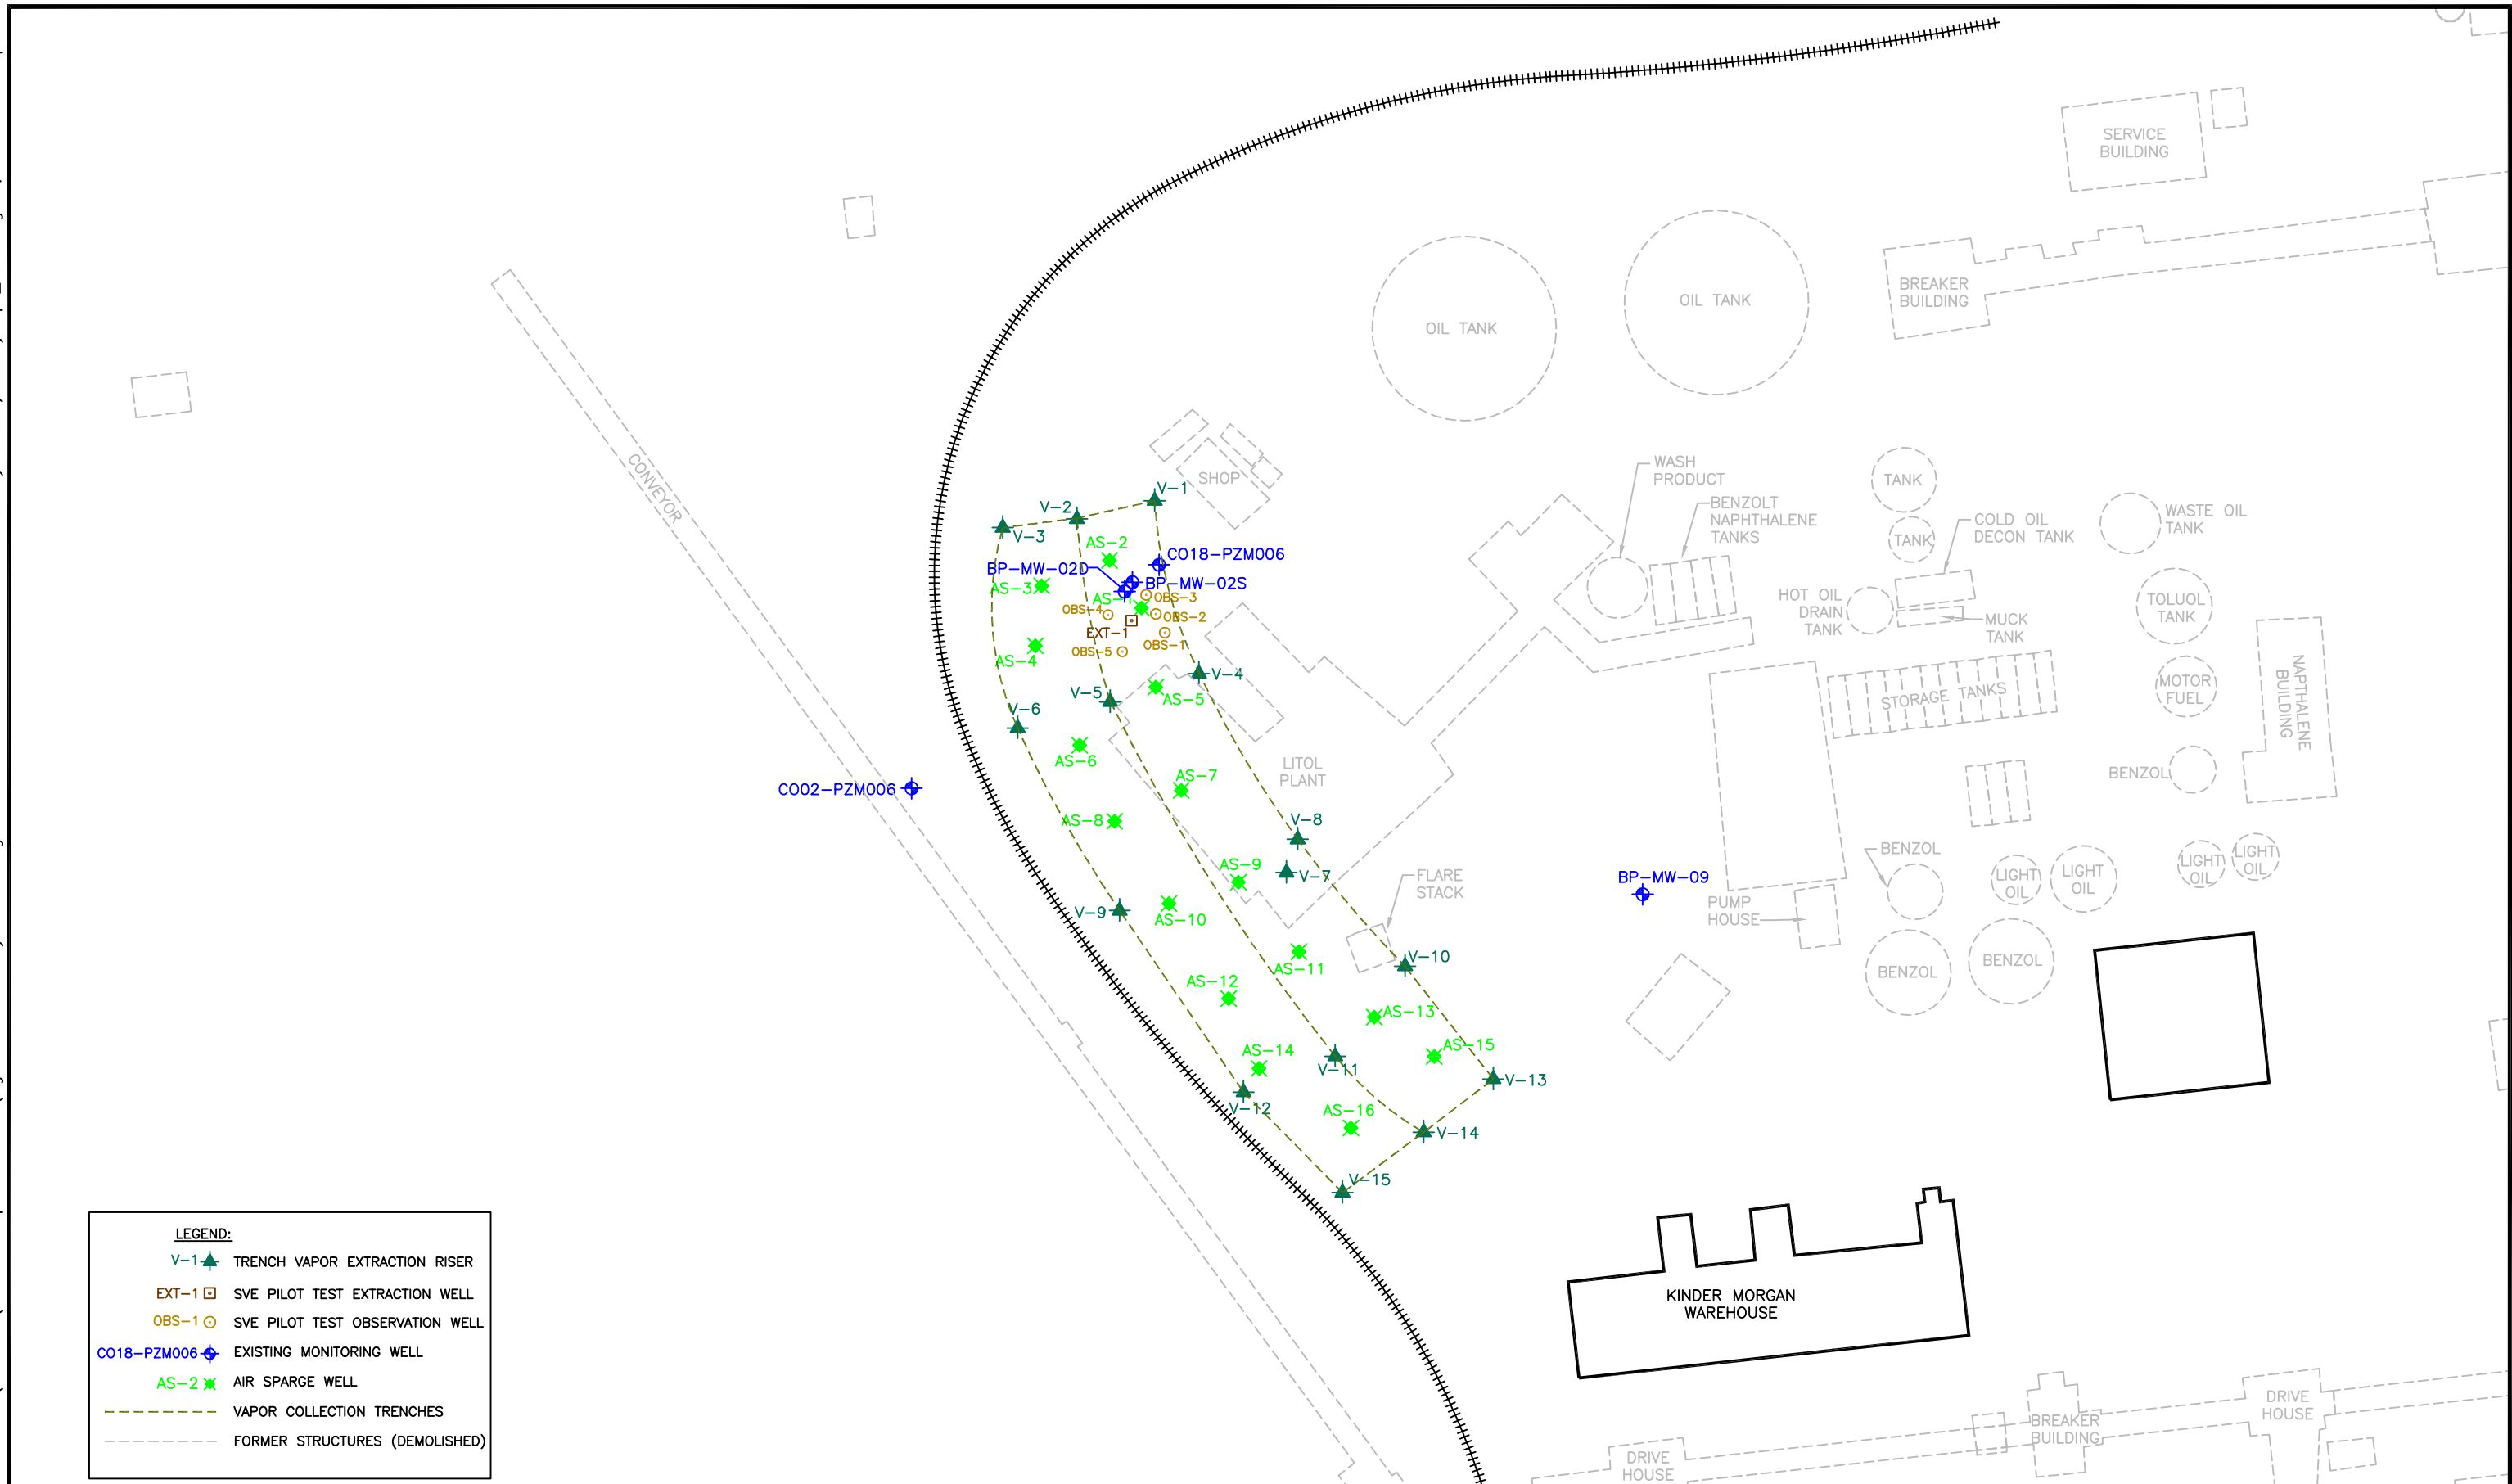 SERVICE
BUILDING
OIL TANK
OIL TANK
BREAKER
BUILDING
CONVEYOR
SHOP
WASH
PRODUCT
BENZOLT
NAPHTHALENE
TANKS
TANK
TANK
COLD OIL
DECON TANK
WASTE OIL
TANK
HOT OIL
DRAIN
TANK
MUCK
TANK
TOLUOL
TANK
STORAGE TANKS
MOTOR
FUEL
NAPTHALENE
BUILDING
BENZOL
V-1
V-2
V-3
AS-2
CO18-PZM006
BP-MW-02D
BP-MW-02S
AS-3
AS-1
OBS-3
OBS-4
OBS-2
EXT-1
OBS-1
OBS-5
AS-4
V-4
V-5
AS-5
V-6
AS-6
AS-7
LITOL
PLANT
CO02-PZM006
AS-8
V-8
AS-9
V-7
FLARE
STACK
BP-MW-09
BENZOL
LIGHT
OIL
LIGHT
OIL
LIGHT
OIL
LIGHT
OIL
PUMP
HOUSE
V-9
AS-10
V-10
AS-11
BENZOL
BENZOL
AS-12
AS-13
AS-14
V-11
AS-15
V-13
V-12
AS-16
V-14
V-15
KINDER MORGAN
WAREHOUSE
BREAKER
BUILDING
DRIVE
HOUSE
DRIVE
HOUSE
LEGEND:
V-1 TRENCH VAPOR EXTRACTION RISER
EXT-1 SVE PILOT TEST EXTRACTION WELL
OBS-1 SVE PILOT TEST OBSERVATION WELL
CO18-PZM006 EXISTING MONITORING WELL
AS-2 AIR SPARGE WELL
VAPOR COLLECTION TRENCHES
FORMER STRUCTURES (DEMOLISHED)